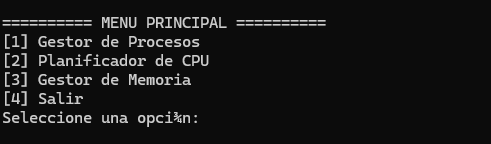 ========== MENU PRINCIPAL ==========
[1] Gestor de Procesos
[2] Planificador de CPU
[3] Gestor de Memoria
[4] Salir
Seleccione una opci¾n: